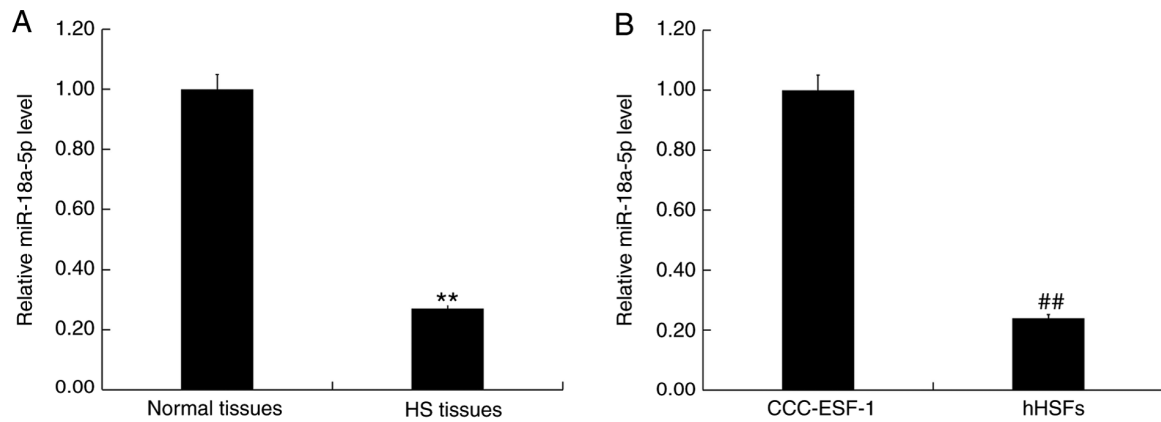 A
Relative miR-18a-5p level
1.20
1.00
0.80
0.60
0.40
0.20
0.00
**
Normal tissues
HS tissues
B
Relative miR-18a-5p level
1.20
1.00
0.80
0.60
0.40
0.20
0.00
##
CCC-ESF-1
hHSFs